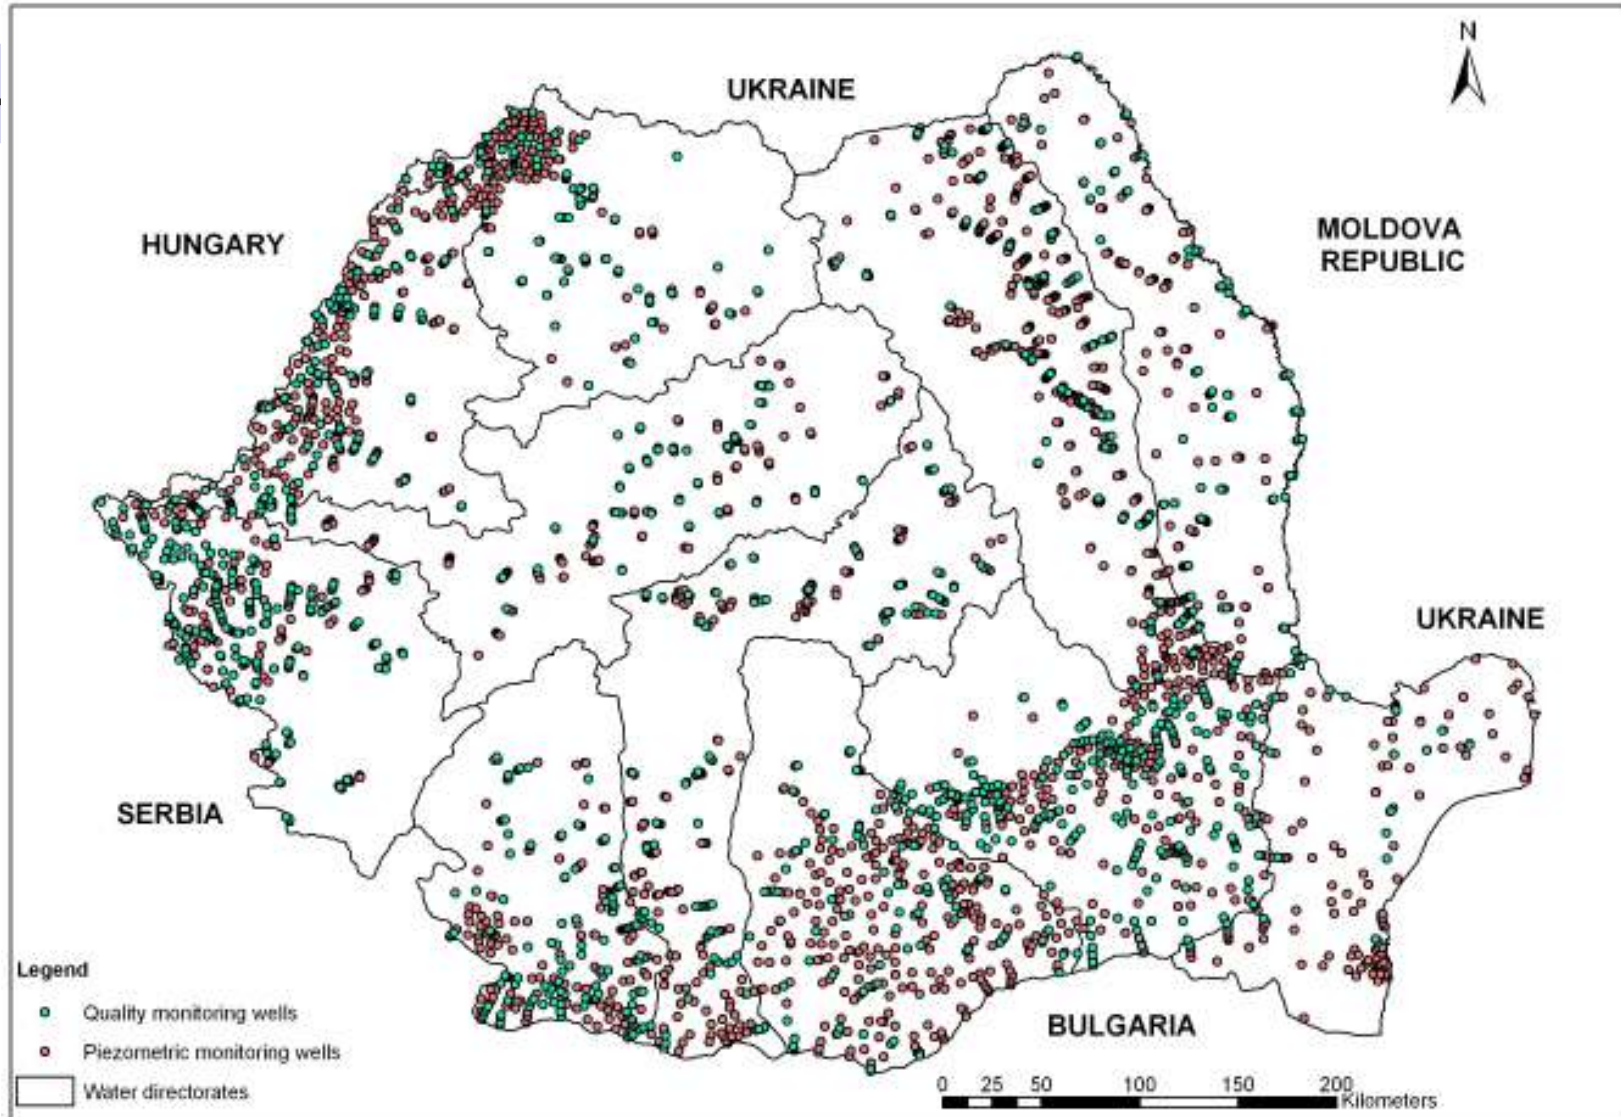 N
UKRAINE
HUNGARY
MOLDOVA
REPUBLIC
UKRAINE
SERBIA
BULGARIA
Legend
Quality monitoring wells
Piezometric monitoring wells
Water directorates
0 25 50 100 150 200
Kilometers